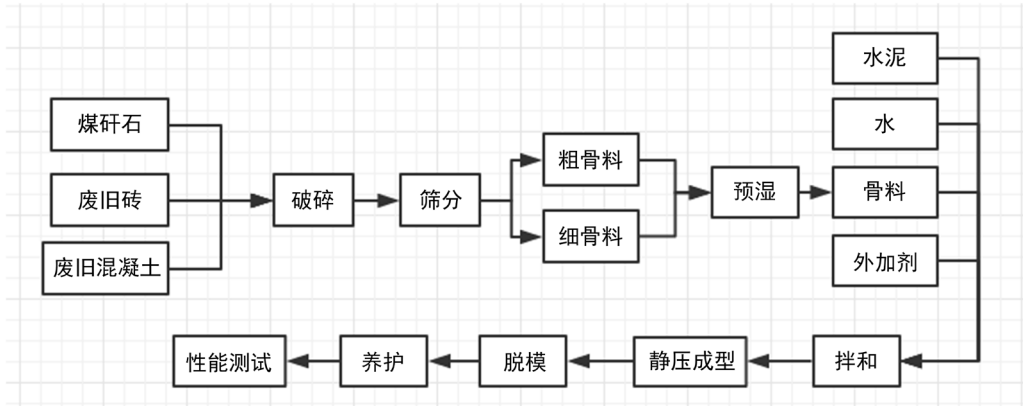 水泥
煤矸石
水
粗骨料
废旧砖
破碎
筛分
预湿
骨料
细骨料
废旧混凝土
外加剂
性能测试
养护
脱模
静压成型
拌和